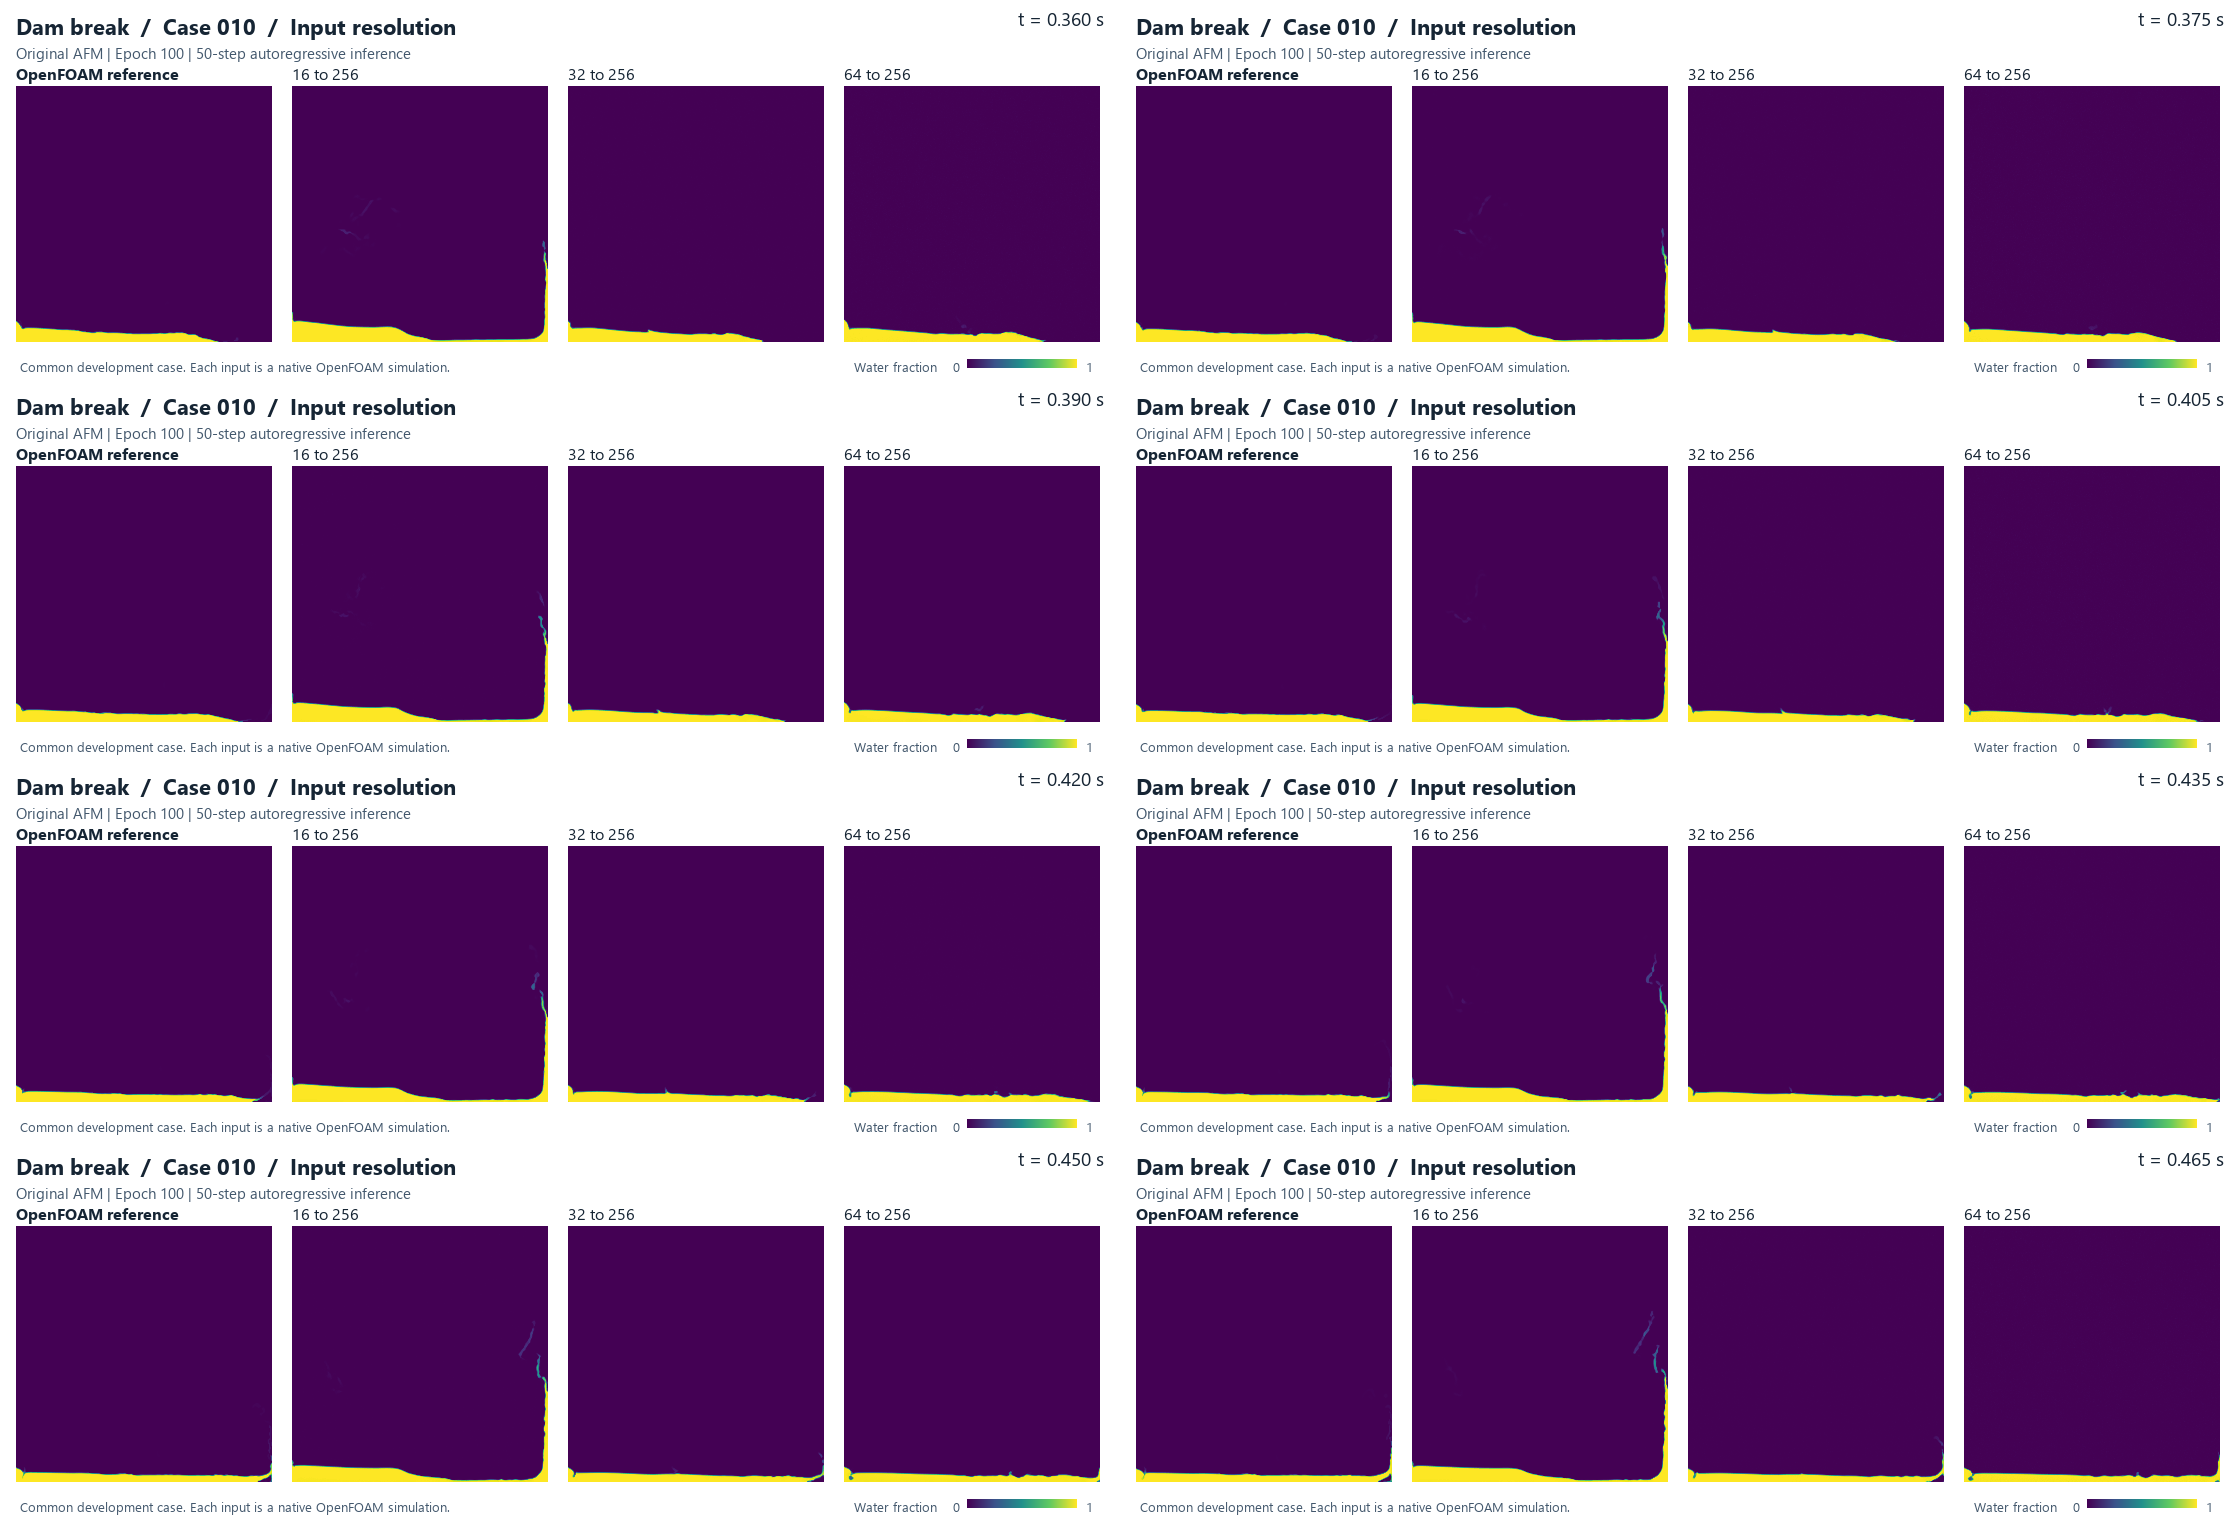 Dam break / Case 010 / Input resolution
t = 0.360 s
Original AFM | Epoch 100 | 50-step autoregressive inference
OpenFOAM reference
16 to 256
32 to 256
64 to 256
Common development case. Each input is a native OpenFOAM simulation.
Water fraction 0 1
Dam break / Case 010 / Input resolution
t = 0.375 s
Original AFM | Epoch 100 | 50-step autoregressive inference
OpenFOAM reference
16 to 256
32 to 256
64 to 256
Common development case. Each input is a native OpenFOAM simulation.
Water fraction 0 1
Dam break / Case 010 / Input resolution
t = 0.390 s
Original AFM | Epoch 100 | 50-step autoregressive inference
OpenFOAM reference
16 to 256
32 to 256
64 to 256
Common development case. Each input is a native OpenFOAM simulation.
Water fraction 0 1
Dam break / Case 010 / Input resolution
t = 0.405 s
Original AFM | Epoch 100 | 50-step autoregressive inference
OpenFOAM reference
16 to 256
32 to 256
64 to 256
Common development case. Each input is a native OpenFOAM simulation.
Water fraction 0 1
Dam break / Case 010 / Input resolution
t = 0.420 s
Original AFM | Epoch 100 | 50-step autoregressive inference
OpenFOAM reference
16 to 256
32 to 256
64 to 256
Common development case. Each input is a native OpenFOAM simulation.
Water fraction 0 1
Dam break / Case 010 / Input resolution
t = 0.435 s
Original AFM | Epoch 100 | 50-step autoregressive inference
OpenFOAM reference
16 to 256
32 to 256
64 to 256
Common development case. Each input is a native OpenFOAM simulation.
Water fraction 0 1
Dam break / Case 010 / Input resolution
t = 0.450 s
Original AFM | Epoch 100 | 50-step autoregressive inference
OpenFOAM reference
16 to 256
32 to 256
64 to 256
Common development case. Each input is a native OpenFOAM simulation.
Water fraction 0 1
Dam break / Case 010 / Input resolution
t = 0.465 s
Original AFM | Epoch 100 | 50-step autoregressive inference
OpenFOAM reference
16 to 256
32 to 256
64 to 256
Common development case. Each input is a native OpenFOAM simulation.
Water fraction 0 1